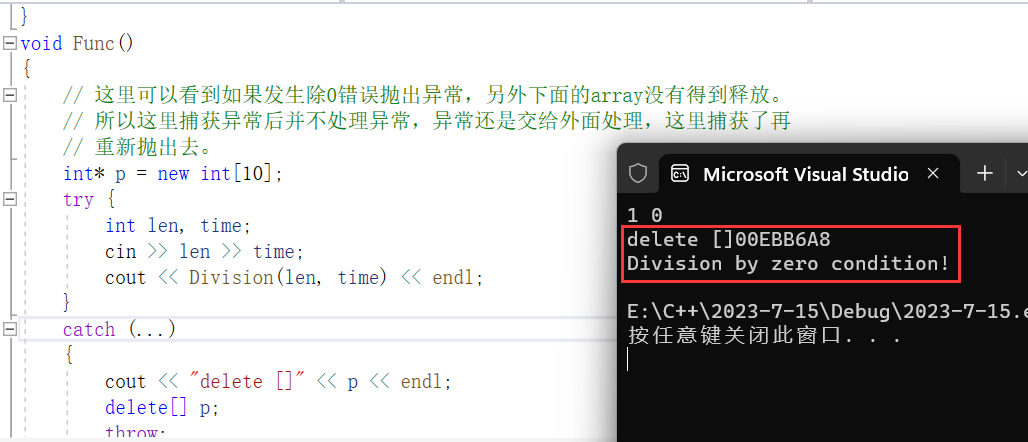 }
void Func()
{
// 这里可以看到如果发生除0错误抛出异常，另外下面的array没有得到释放。
// 所以这里捕获异常后并不处理异常，异常还是交给外面处理，这里捕获了再
// 重新抛出去。
int* p = new int[10];
try {
int len, time;
cin >> len >> time;
cout << Division(len, time) << endl;
}
catch (...)
{
cout << "delete []" << p << endl;
delete[] p;
throw;
Microsoft Visual Studio
1 0
delete []00EBB6A8
Division by zero condition!
E:\C++\2023-7-15\Debug\2023-7-15.e
按任意键关闭此窗口. . .